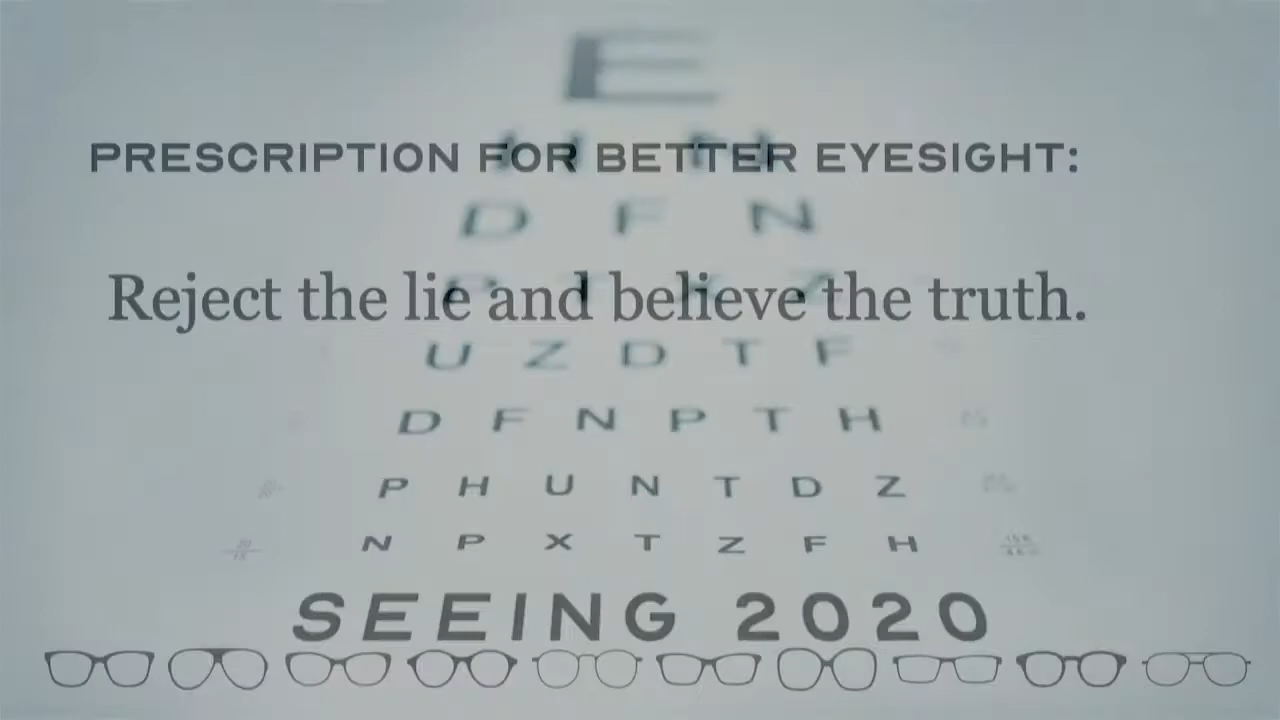 E
H N
PRESCRIPTION FOR BETTER EYESIGHT:
D F N
Reject the lie and believe the truth.
P T X Z
U Z D T F
D F N P T H
P H U N T D Z
N P X T Z F H
SEEING 2020